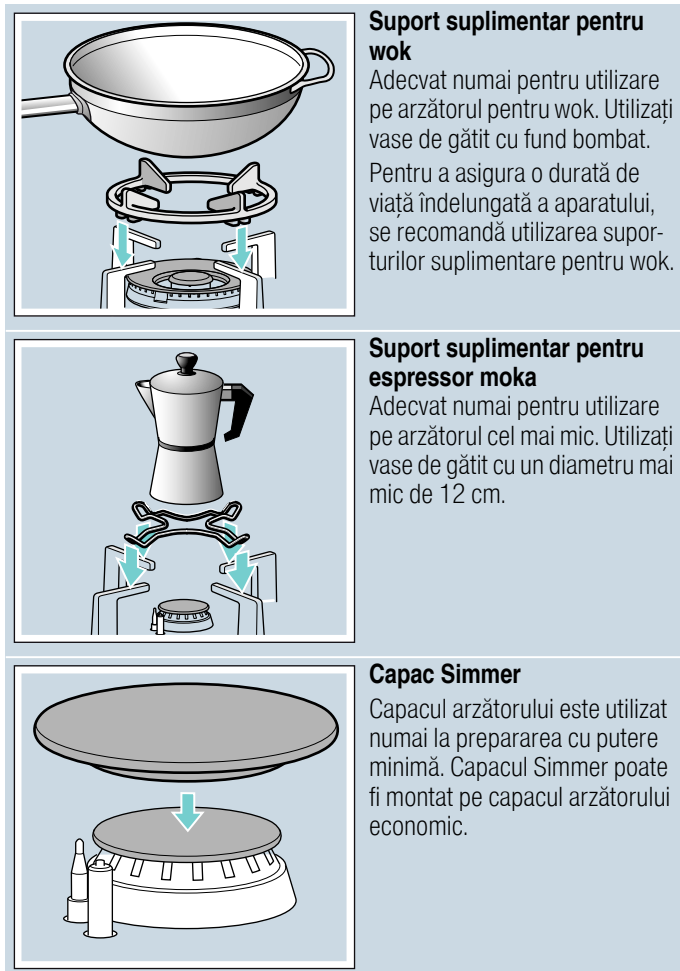 Suport suplimentar pentru
wok
Adecvat numai pentru utilizare
pe arzătorul pentru wok. Utilizați
vase de gătit cu fund bombat.
Pentru a asigura o durată de
viață îndelungată a aparatului,
se recomandă utilizarea supor-
turilor suplimentare pentru wok.
Suport suplimentar pentru
espressor moka
Adecvat numai pentru utilizare
pe arzătorul cel mai mic. Utilizați
vase de gătit cu un diametru mai
mic de 12 cm.
Capac Simmer
Capacul arzătorului este utilizat
numai la prepararea cu putere
minimă. Capacul Simmer poate
fi montat pe capacul arzătorului
economic.